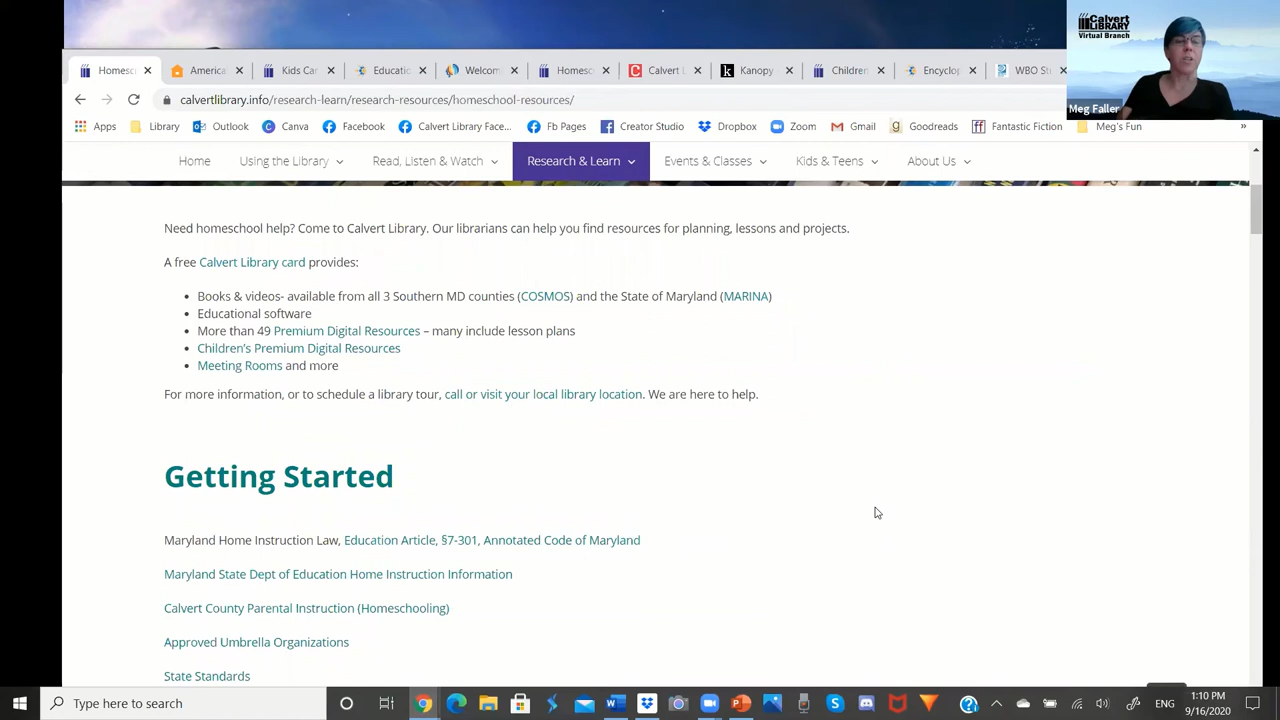 Calvert
LIBRARY
Virtual Branch
Meg Faller
Homesc
America
Kids Car
Educatio
Welcom
Homesc
Calvert L
Kanopy
Children
Encyclop
WBO Stu
calvertlibrary.info/research-learn/research-resources/homeschool-resources/
Apps Library Outlook Canva Facebook Calvert Library Face... Fb Pages Creator Studio Dropbox Zoom Gmail Goodreads Fantastic Fiction Meg's Fun »
Home Using the Library Read, Listen & Watch Research & Learn Events & Classes Kids & Teens About Us
Need homeschool help? Come to Calvert Library. Our librarians can help you find resources for planning, lessons and projects.
A free Calvert Library card provides:
• Books & videos- available from all 3 Southern MD counties (COSMOS) and the State of Maryland (MARINA)
• Educational software
• More than 49 Premium Digital Resources – many include lesson plans
• Children's Premium Digital Resources
• Meeting Rooms and more
For more information, or to schedule a library tour, call or visit your local library location. We are here to help.
Getting Started
Maryland Home Instruction Law, Education Article, §7-301, Annotated Code of Maryland
Maryland State Dept of Education Home Instruction Information
Calvert County Parental Instruction (Homeschooling)
Approved Umbrella Organizations
State Standards
Type here to search
ENG
1:10 PM
9/16/2020